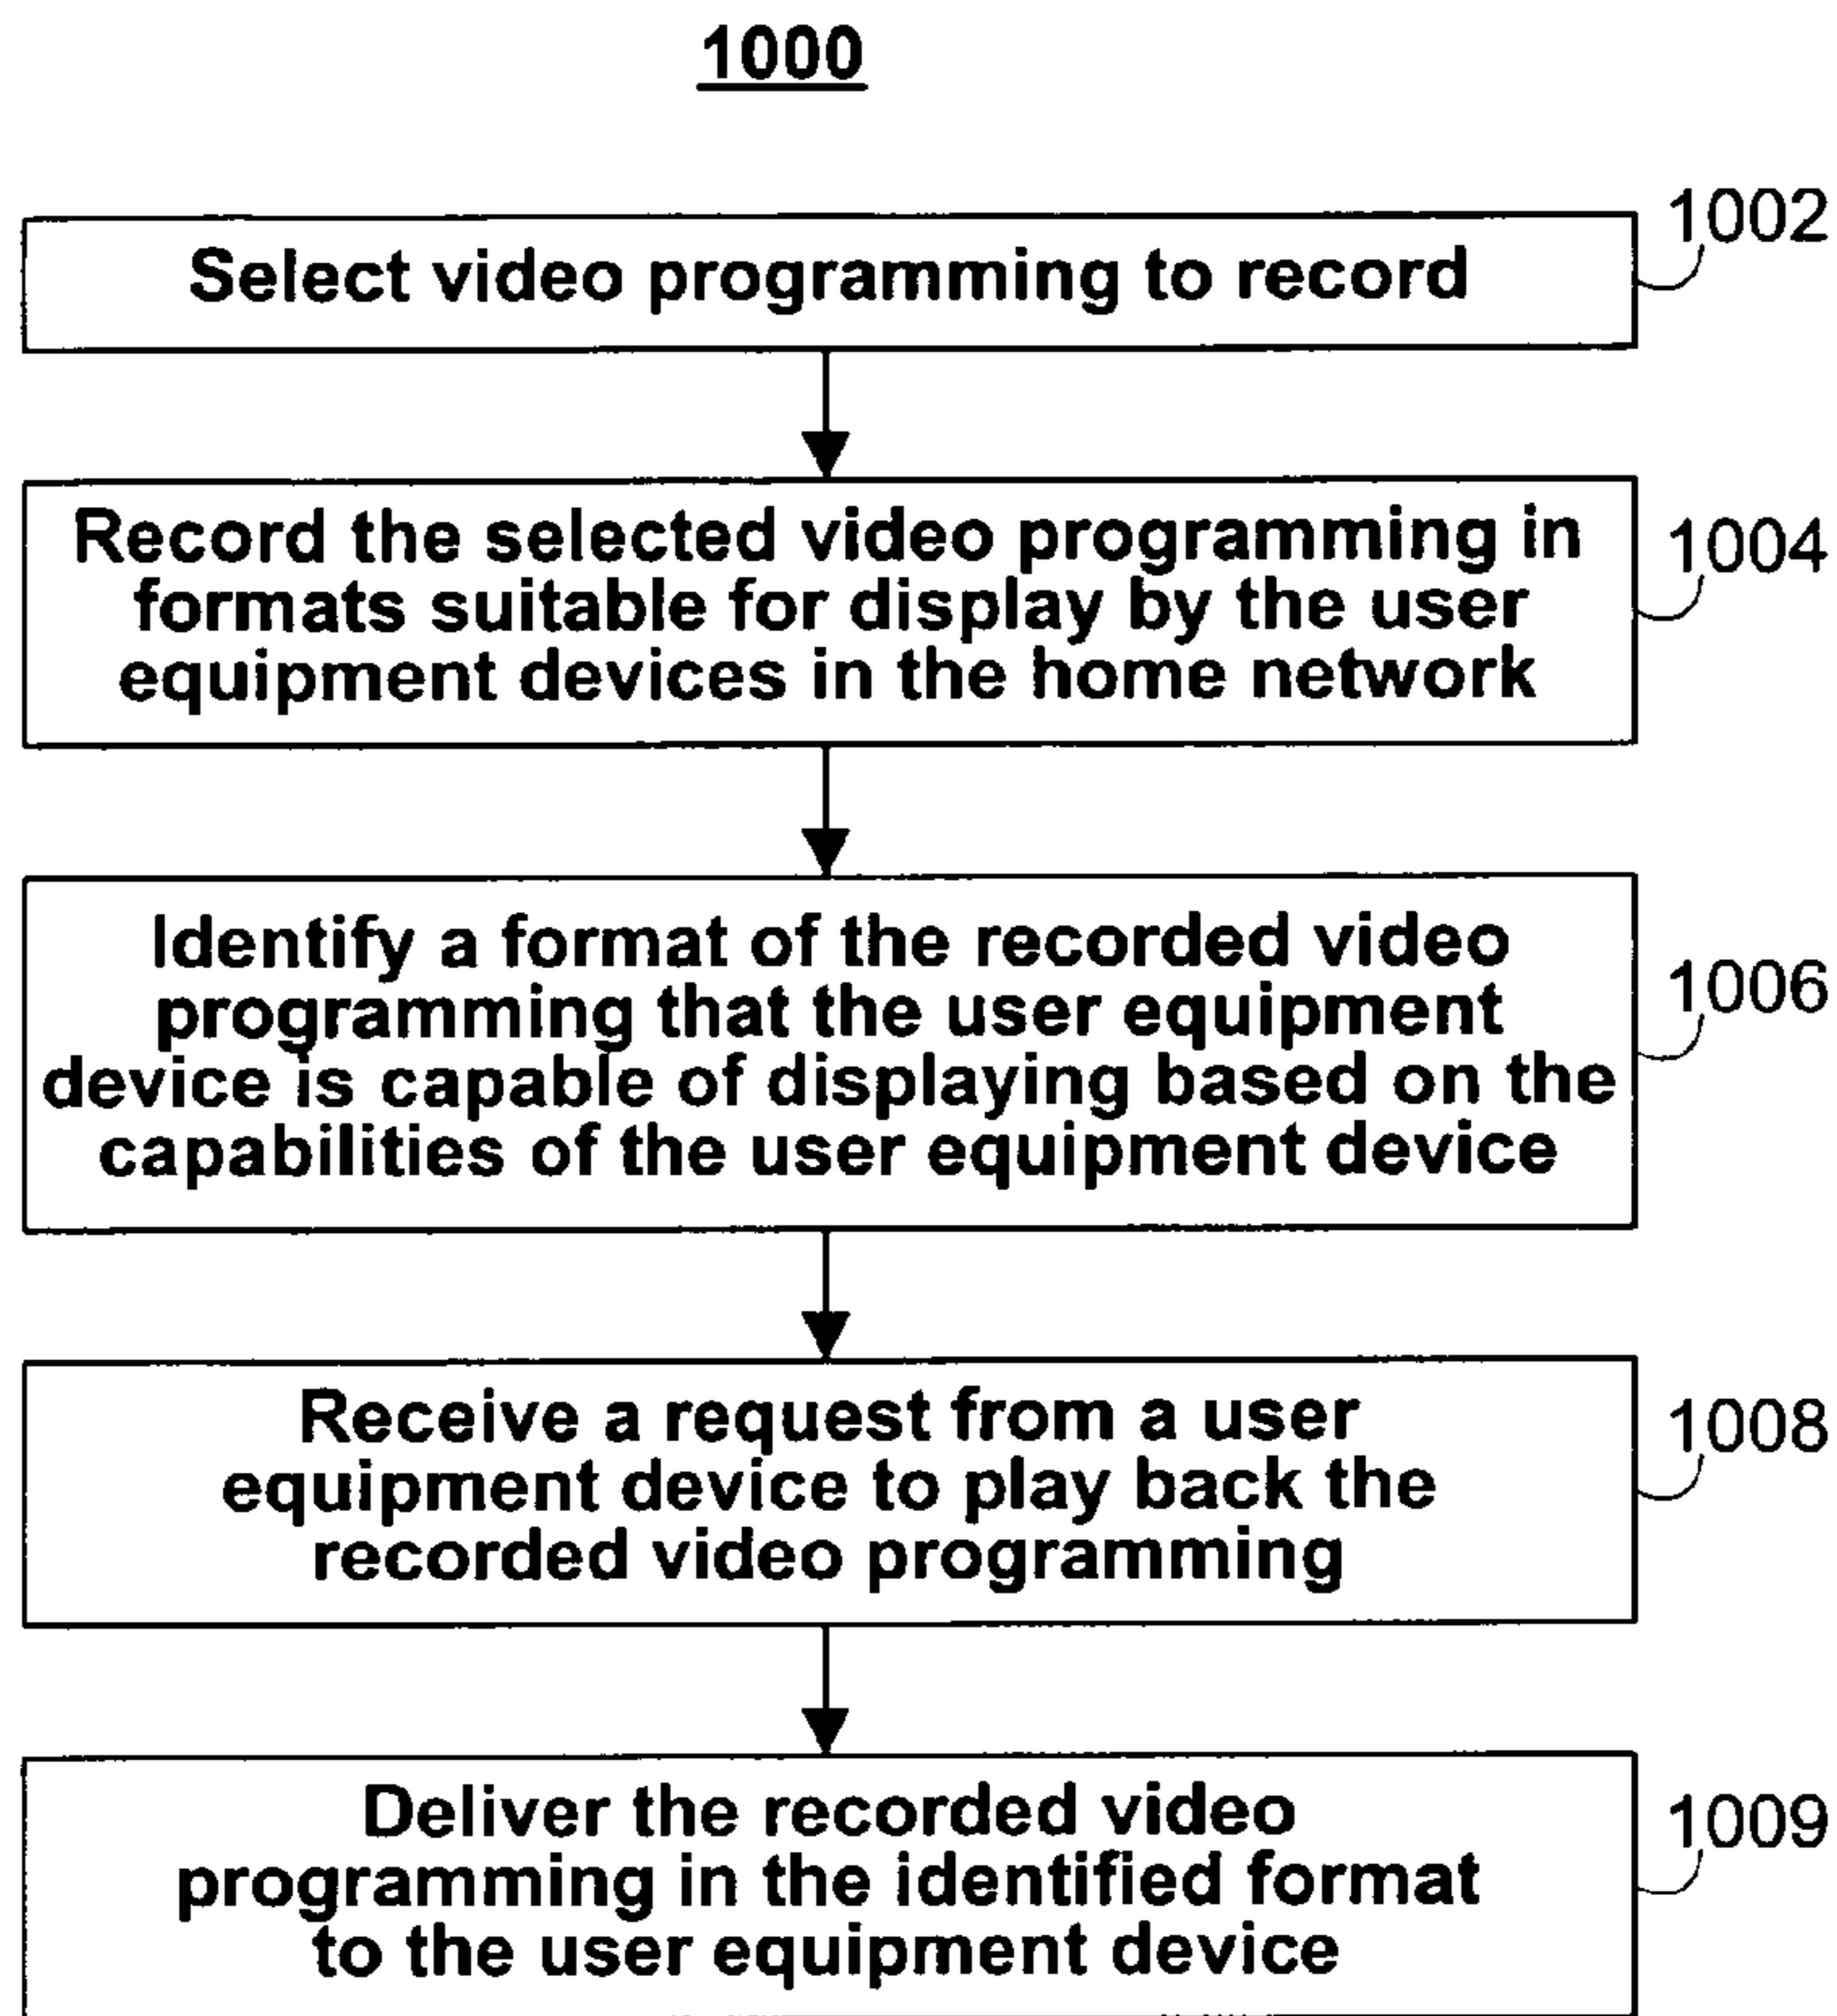 1000
Select video programming to record
1002
Record the selected video programming in
formats suitable for display by the user
equipment devices in the home network
1004
Identify a format of the recorded video
programming that the user equipment
device is capable of displaying based on the
capabilities of the user equipment device
1006
Receive a request from a user
equipment device to play back the
recorded video programming
1008
Deliver the recorded video
programming in the identified format
to the user equipment device
1009